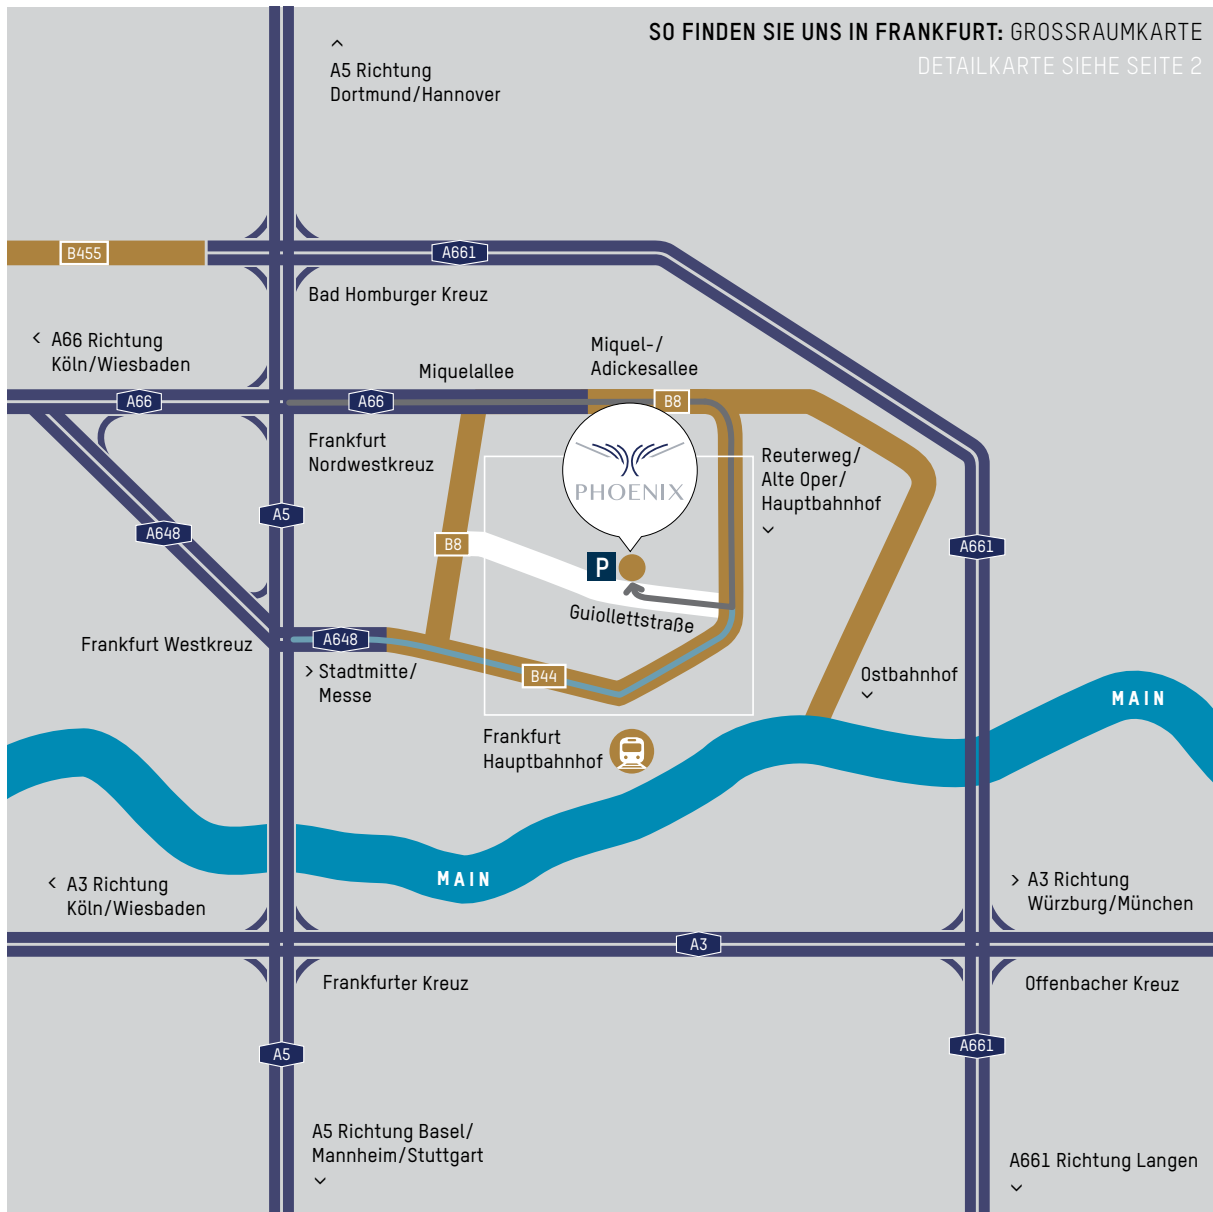 SO FINDEN SIE UNS IN FRANKFURT: GROSSRAUMKARTE
DETAILKARTE SIEHE SEITE 2
A5 Richtung
Dortmund/Hannover
B455
A661
Bad Homburger Kreuz
< A66 Richtung
Köln/Wiesbaden
Miquelallee
Miquel-/
Adickesallee
A66
A66
B8
Frankfurt
Nordwestkreuz
PHOENIX
Reuterweg/
Alte Oper/
Hauptbahnhof
A5
A648
B8
A661
P
Guiollettstraße
Frankfurt Westkreuz
A648
> Stadtmitte/
Messe
B44
Ostbahnhof
MAIN
Frankfurt
Hauptbahnhof
MAIN
< A3 Richtung
Köln/Wiesbaden
> A3 Richtung
Würzburg/München
A3
Frankfurter Kreuz
Offenbacher Kreuz
A5
A661
A5 Richtung Basel/
Mannheim/Stuttgart
A661 Richtung Langen